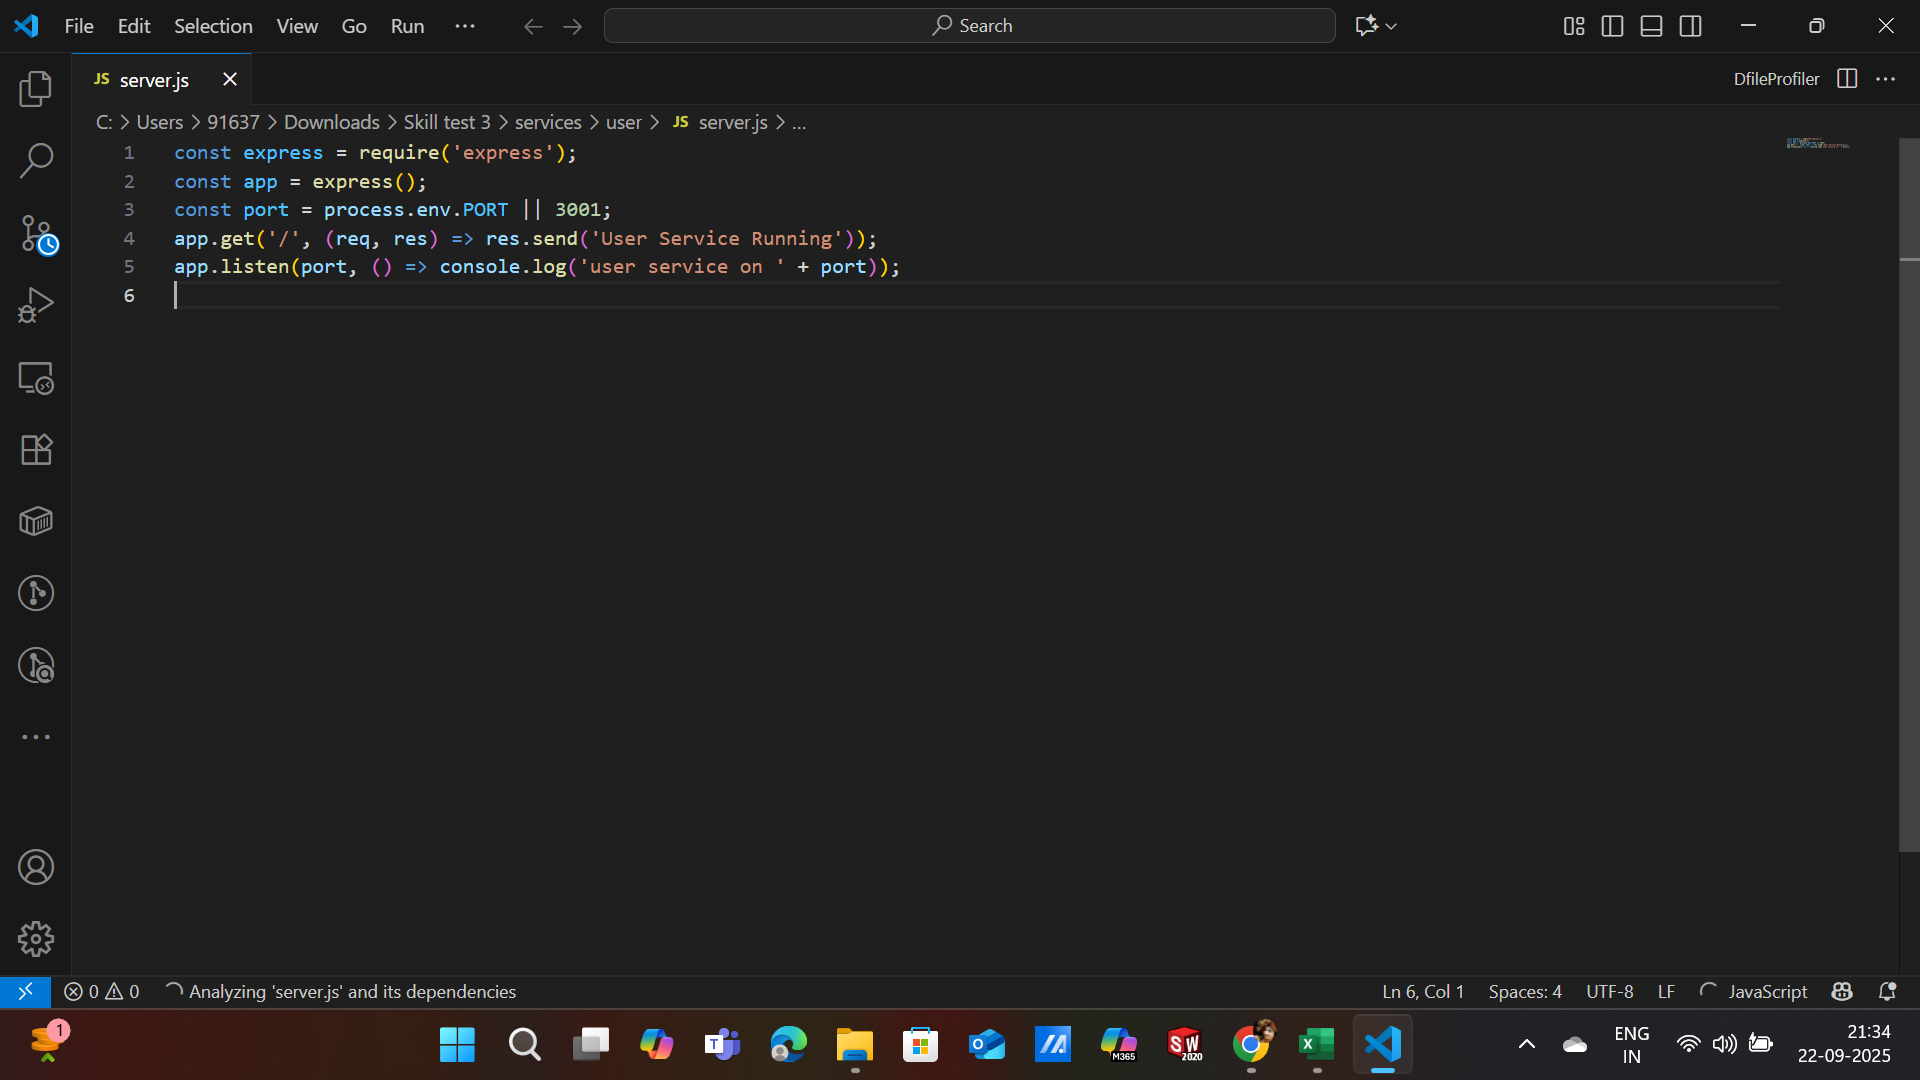 File Edit Selection View Go Run ··· Search
JS server.js DfileProfiler ···
C: > Users > 91637 > Downloads > Skill test 3 > services > user > JS server.js > ...
1 const express = require('express');
2 const app = express();
3 const port = process.env.PORT || 3001;
4 app.get('/', (req, res) => res.send('User Service Running'));
5 app.listen(port, () => console.log('user service on ' + port));
6
0 0 Analyzing 'server.js' and its dependencies Ln 6, Col 1 Spaces: 4 UTF-8 LF JavaScript
1 T O M365 SW 2020 X ENG 21:34
IN 22-09-2025